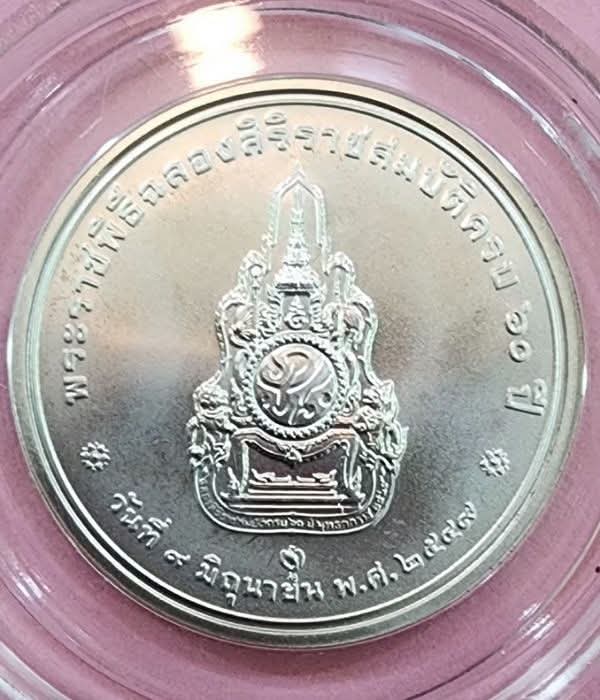 พระราชพิธีฉลองสิริราชสมบัติครบ ๖๐ ปี
วันที่ ๙ มิถุนายน พ.ศ. ๒๕๔๙